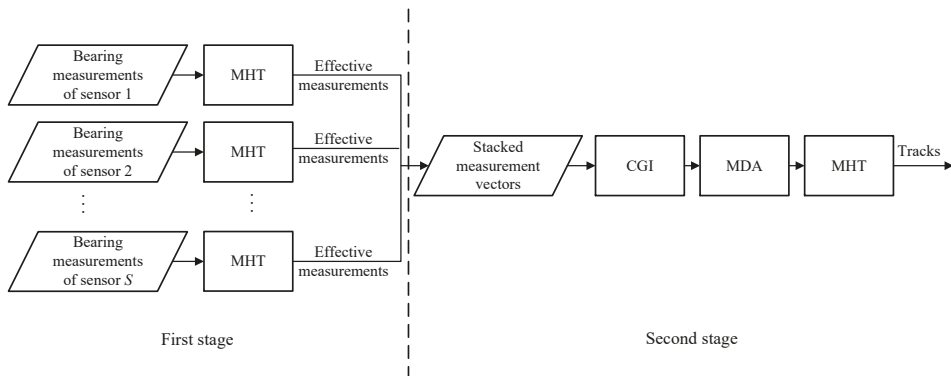 Bearing
measurements
of sensor 1
MHT
Effective
measurements
Bearing
measurements
of sensor 2
MHT
Effective
measurements
Bearing
measurements
of sensor S
MHT
Effective
measurements
First stage
Stacked
measurement
vectors
CGI
MDA
MHT
Tracks
Second stage